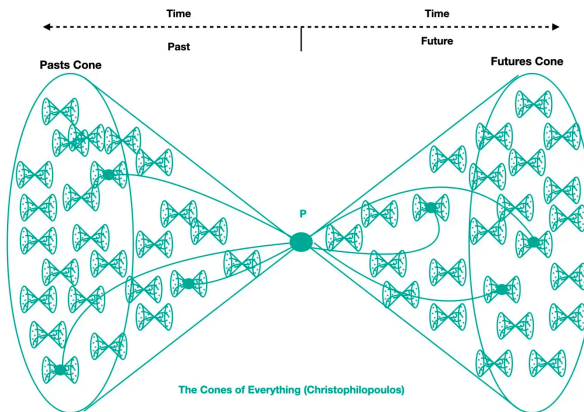 Time
Time
Past
Future
Pasts Cone
Futures Cone
P
The Cones of Everything (Christophilopoulos)